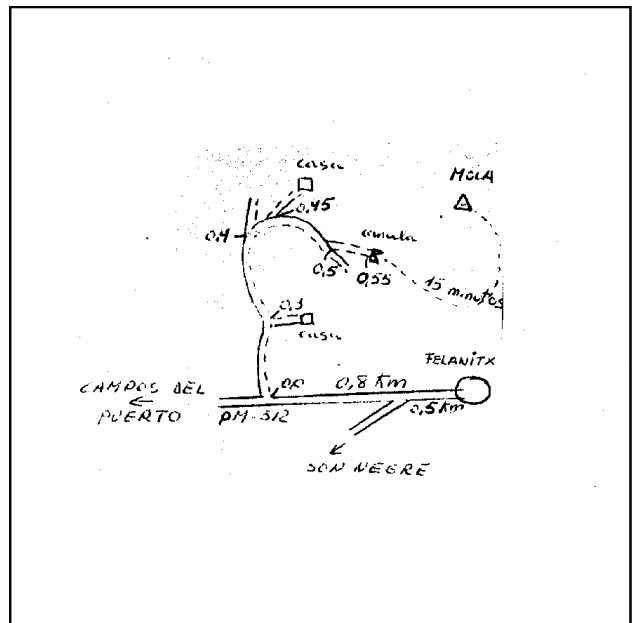 casa
MOLA
0,45
0,4
caseta
0,5
0,55
15 minutos
0,3
casa
FELANITX
0,0
0,8 Km
CAMPOS DEL
PUERTO
PM-512
0,5 Km
SON NEGRE